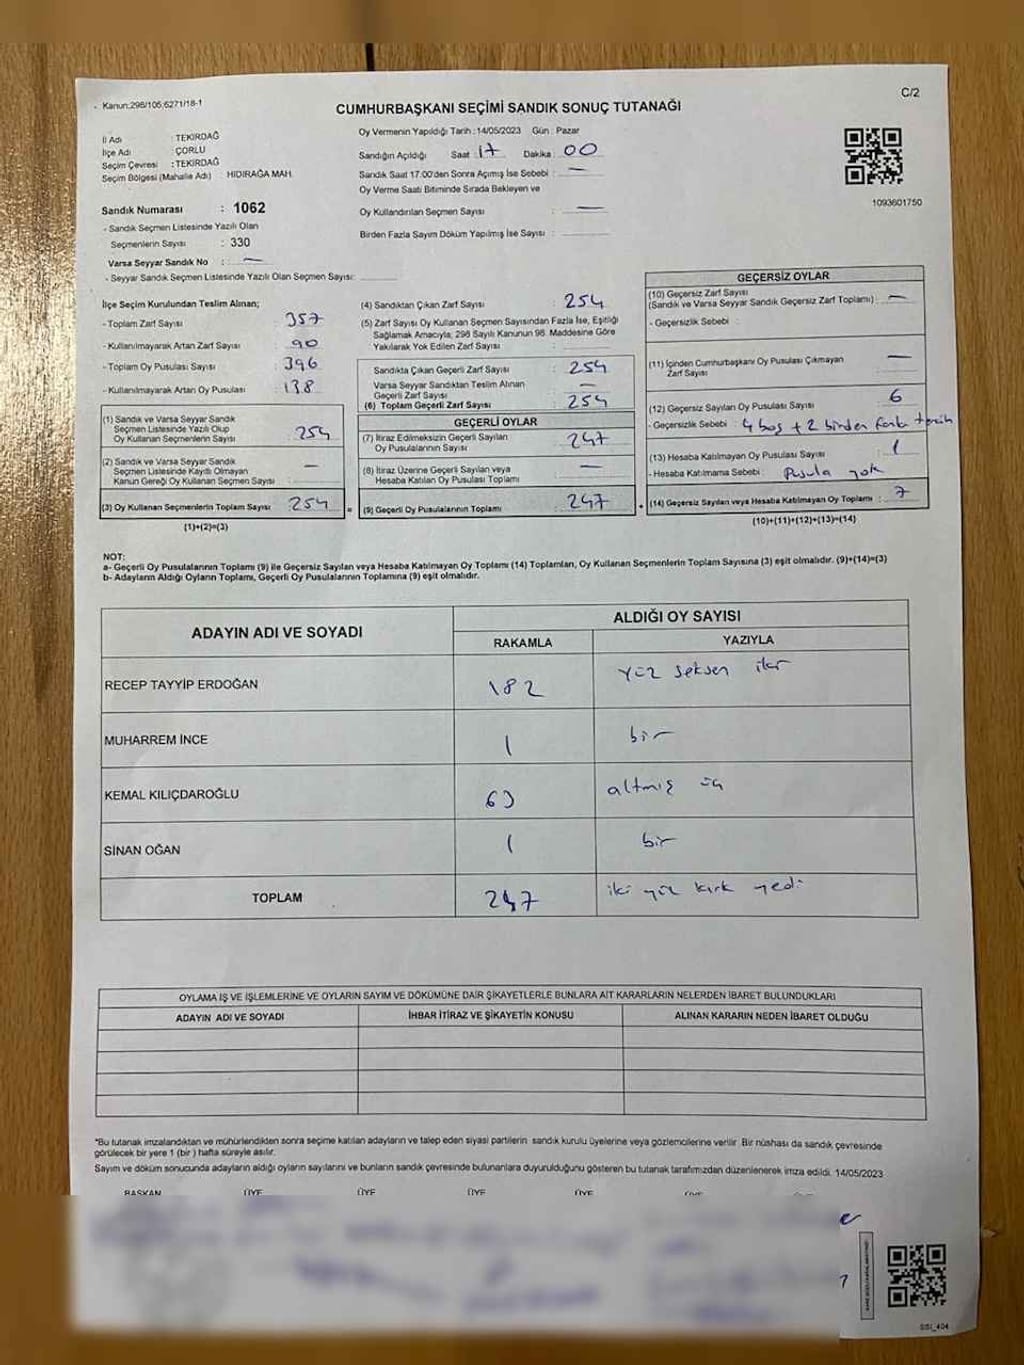 Kanun:298/105;6271/18-1
C/2
CUMHURBAŞKANI SEÇİMİ SANDIK SONUÇ TUTANAĞI
İl Adı : TEKİRDAĞ
İlçe Adı : ÇORLU
Seçim Çevresi : TEKİRDAĞ
Seçim Bölgesi (Mahalle Adı) : HIDIRAĞA MAH.
Sandık Numarası : 1062
- Sandık Seçmen Listesinde Yazılı Olan
Seçmenlerin Sayısı : 330
Varsa Seyyar Sandık No : —
- Seyyar Sandık Seçmen Listesinde Yazılı Olan Seçmen Sayısı:
Oy Vermenin Yapıldığı Tarih : 14/05/2023 Gün : Pazar
Sandığın Açıldığı Saat 17 Dakika : 00
Sandık Saat 17:00'den Sonra Açımış İse Sebebi : —
Oy Verme Saati Bitiminde Sırada Bekleyen ve
Oy Kullandırılan Seçmen Sayısı : —
Birden Fazla Sayım Döküm Yapılmış İse Sayısı :
1093601750
İlçe Seçim Kurulundan Teslim Alınan;
- Toplam Zarf Sayısı : 357
- Kullanılmayarak Artan Zarf Sayısı : 90
- Toplam Oy Pusulası Sayısı : 396
- Kullanılmayarak Artan Oy Pusulası : 138
(1) Sandık ve Varsa Seyyar Sandık
Seçmen Listesinde Yazılı Olup
Oy Kullanan Seçmenlerin Sayısı : 254
(2) Sandık ve Varsa Seyyar Sandık
Seçmen Listesinde Kayıtlı Olmayan
Kanun Gereği Oy Kullanan Seçmen Sayısı : —
(3) Oy Kullanan Seçmenlerin Toplam Sayısı : 254
(1)+(2)=(3)
(4) Sandıktan Çıkan Zarf Sayısı : 254
(5) Zarf Sayısı Oy Kullanan Seçmen Sayısından Fazla İse, Eşitliği
Sağlamak Amacıyla; 298 Sayılı Kanunun 98. Maddesine Göre
Yakılarak Yok Edilen Zarf Sayısı :
Sandıkta Çıkan Geçerli Zarf Sayısı : 254
Varsa Seyyar Sandıktan Teslim Alınan
Geçerli Zarf Sayısı : —
(6) Toplam Geçerli Zarf Sayısı : 254
GEÇERLİ OYLAR
(7) İtiraz Edilmeksizin Geçerli Sayılan
Oy Pusulalarının Sayısı : 247
(8) İtiraz Üzerine Geçerli Sayılan veya
Hesaba Katılan Oy Pusulası Toplamı : —
= (9) Geçerli Oy Pusulalarının Toplamı : 247
GEÇERSİZ OYLAR
(10) Geçersiz Zarf Sayısı
(Sandık ve Varsa Seyyar Sandık Geçersiz Zarf Toplamı) : —
- Geçersizlik Sebebi :
(11) İçinden Cumhurbaşkanı Oy Pusulası Çıkmayan
Zarf Sayısı : —
(12) Geçersiz Sayılan Oy Pusulası Sayısı : 6
- Geçersizlik Sebebi : 4 boş + 2 birden fazla tercih
(13) Hesaba Katılmayan Oy Pusulası Sayısı : 1
- Hesaba Katılmama Sebebi : Pusula yok
+ (14) Geçersiz Sayılan veya Hesaba Katılmayan Oy Toplamı : 7
(10)+(11)+(12)+(13)=(14)
NOT:
a- Geçerli Oy Pusulalarının Toplamı (9) ile Geçersiz Sayılan veya Hesaba Katılmayan Oy Toplamı (14) Toplamları, Oy Kullanan Seçmenlerin Toplam Sayısına (3) eşit olmalıdır. (9)+(14)=(3)
b- Adayların Aldığı Oyların Toplamı, Geçerli Oy Pusulalarının Toplamına (9) eşit olmalıdır.
ADAYIN ADI VE SOYADI
ALDIĞI OY SAYISI
RAKAMLA YAZIYLA
RECEP TAYYİP ERDOĞAN 182 yüz seksen iki
MUHARREM İNCE 1 bir
KEMAL KILIÇDAROĞLU 63 altmış üç
SİNAN OĞAN 1 bir
TOPLAM 247 iki yüz kırk yedi
OYLAMA İŞ VE İŞLEMLERİNE VE OYLARIN SAYIM VE DÖKÜMÜNE DAİR ŞİKAYETLERLE BUNLARA AİT KARARLARIN NELERDEN İBARET BULUNDUKLARI
ADAYIN ADI VE SOYADI İHBAR İTİRAZ VE ŞİKAYETİN KONUSU ALINAN KARARIN NEDEN İBARET OLDUĞU
*Bu tutanak imzalandıktan ve mühürlendikten sonra seçime katılan adayların ve talep eden siyasi partilerin sandık kurulu üyelerine veya gözlemcilerine verilir. Bir nüshası da sandık çevresinde
görülecek bir yere 1 (bir) hafta süreyle asılır.
Sayım ve döküm sonucunda adayların aldığı oyların sayılarını ve bunların sandık çevresinde bulunanlara duyurulduğunu gösteren bu tutanak tarafımızdan düzenlenerek imza edildi. 14/05/2023
BAŞKAN ÜYE ÜYE ÜYE ÜYE ÜYE ÜYE
SSI_404